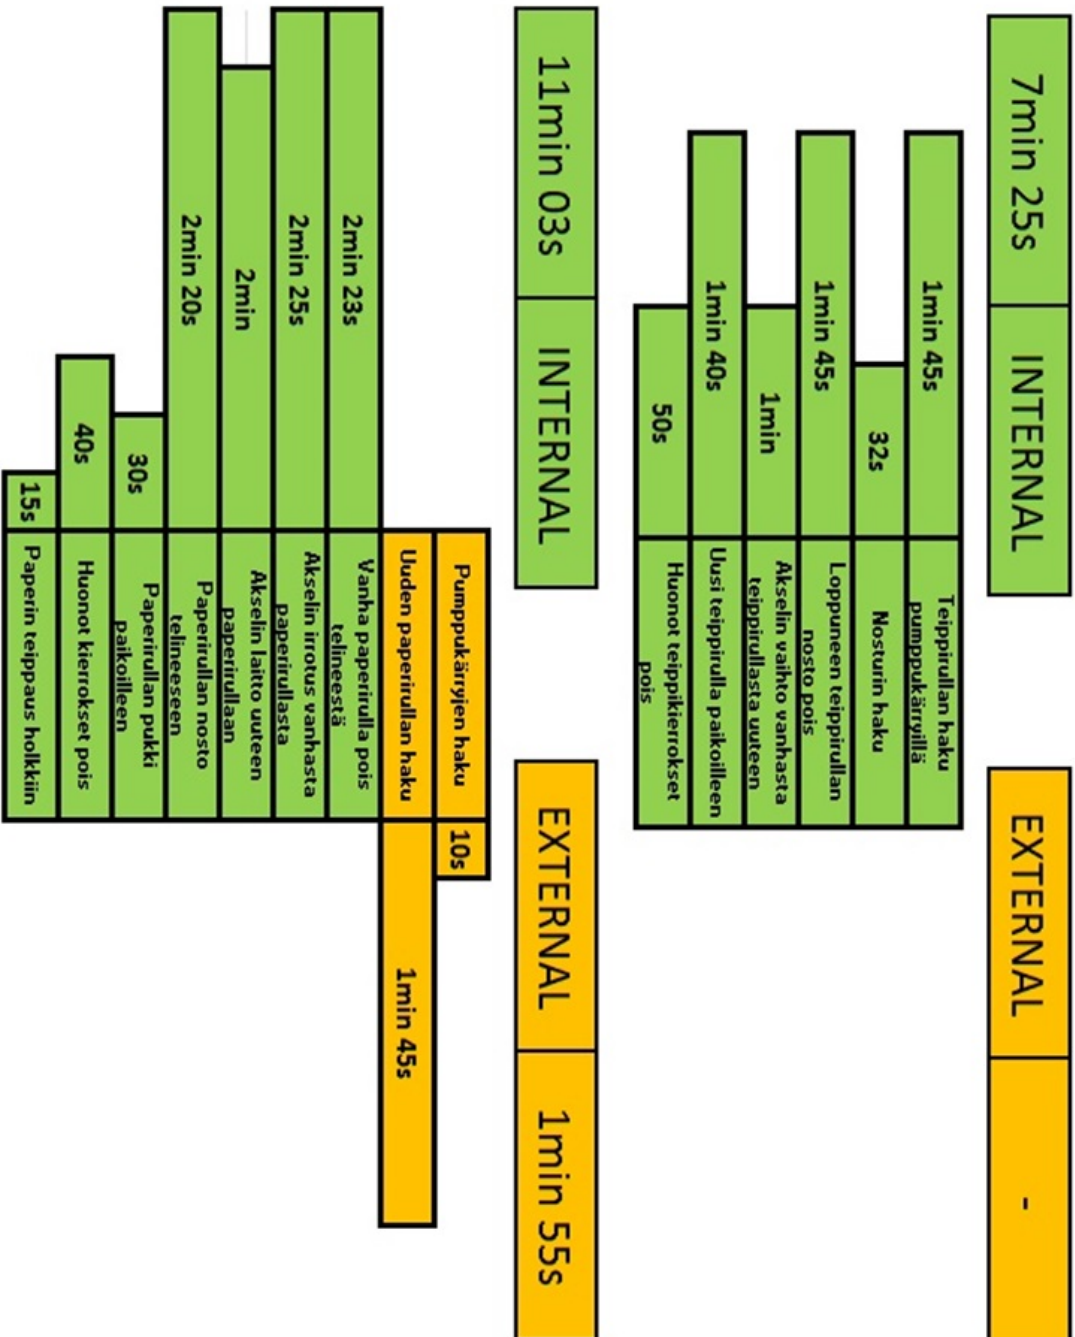 7min 25s INTERNAL EXTERNAL -
1min 45s Teippirullan haku
pumppukärryillä
32s Nosturin haku
1min 45s Loppuneen teippirullan
nosto pois
1min Akselin vaihto vanhasta
teippirullasta uuteen
1min 40s Uusi teippirulla paikoilleen
50s Huonot teippikierrokset
pois
11min 03s INTERNAL EXTERNAL 1min 55s
Pumppukärryjen haku 10s
Uuden paperirullan haku 1min 45s
2min 23s Vanha paperirulla pois
telineestä
2min 25s Akselin irrotus vanhasta
paperirullasta
2min Akselin laitto uuteen
paperirullaan
2min 20s Paperirullan nosto
telineeseen
30s Paperirullan pukki
paikoilleen
40s Huonot kierrokset pois
15s Paperin teippaus holkkiin